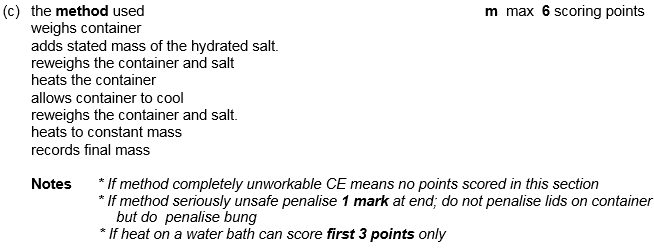 (c) the method used m max 6 scoring points
weighs container
adds stated mass of the hydrated salt.
reweighs the container and salt
heats the container
allows container to cool
reweighs the container and salt.
heats to constant mass
records final mass
Notes * If method completely unworkable CE means no points scored in this section
* If method seriously unsafe penalise 1 mark at end; do not penalise lids on container
but do penalise bung
* If heat on a water bath can score first 3 points only